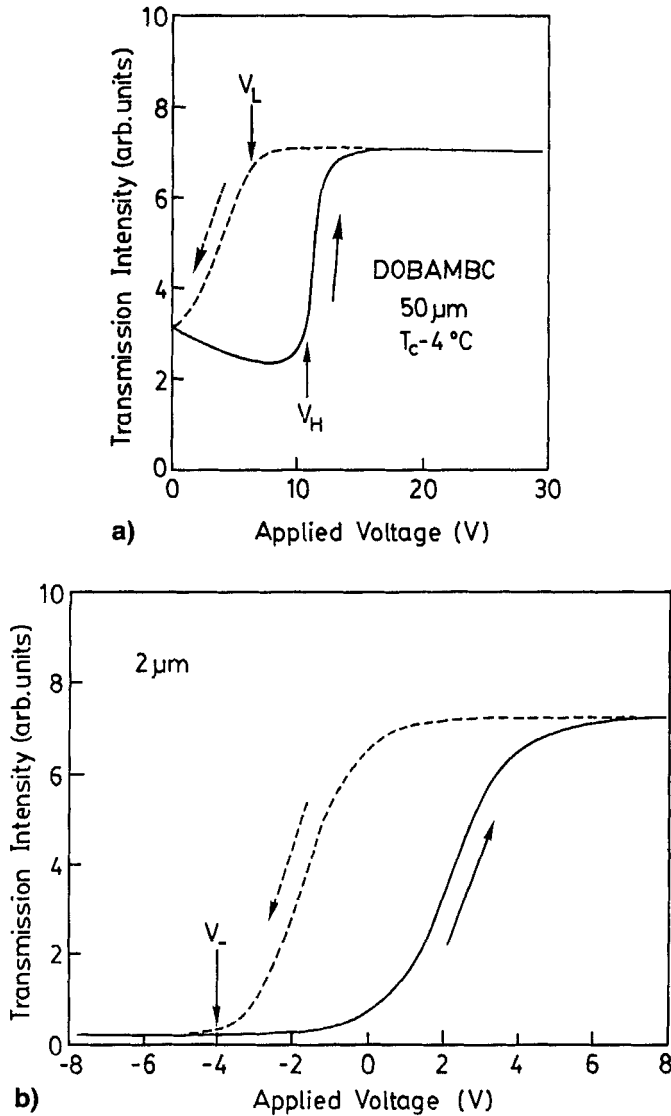 10
8
6
4
2
0
Transmission Intensity (arb.units)
V_L
V_H
DOBAMBC
50 μm
T_c-4 °C
0 10 20 30
a) Applied Voltage (V)
10
8
6
4
2
0
Transmission Intensity (arb.units)
2 μm
V_-
-8 -6 -4 -2 0 2 4 6 8
b) Applied Voltage (V)